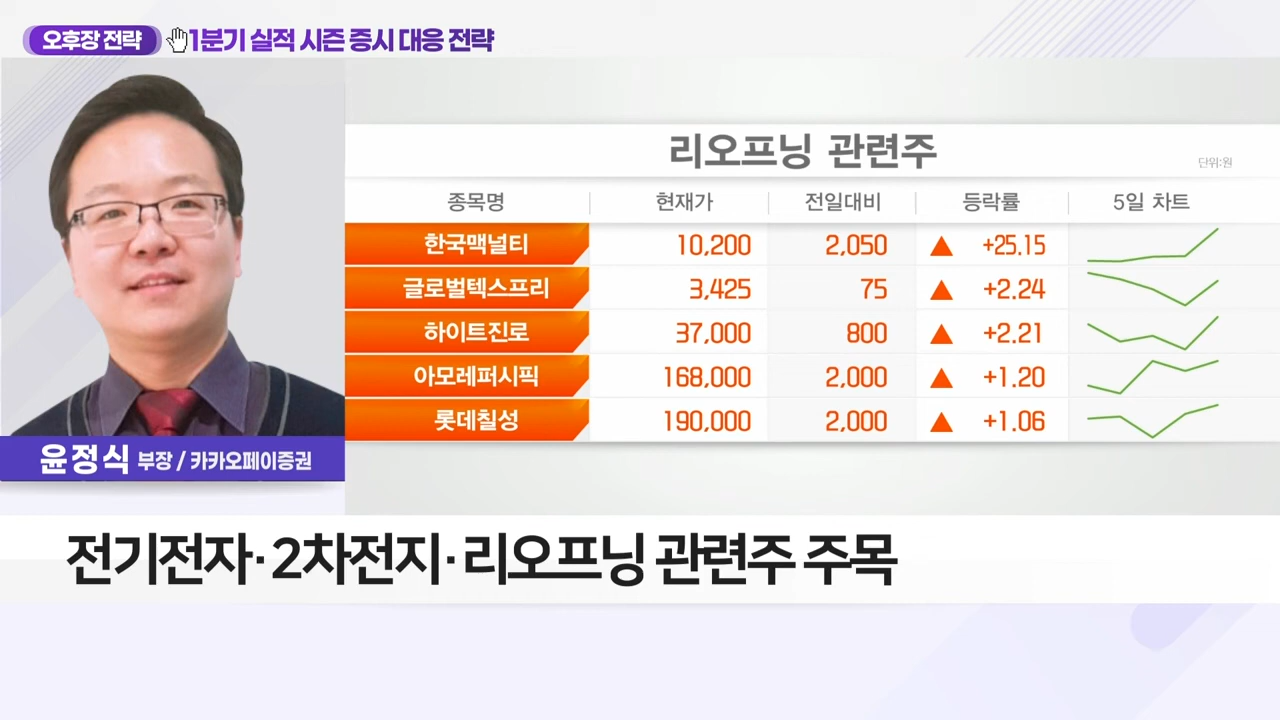 오후장 전략 1분기 실적 시즌 증시 대응 전략
리오프닝 관련주
단위:원
종목명 현재가 전일대비 등락률 5일 차트
한국맥널티 10,200 2,050 ▲ +25.15
글로벌텍스프리 3,425 75 ▲ +2.24
하이트진로 37,000 800 ▲ +2.21
아모레퍼시픽 168,000 2,000 ▲ +1.20
롯데칠성 190,000 2,000 ▲ +1.06
윤정식 부장 / 카카오페이증권
전기전자·2차전지·리오프닝 관련주 주목